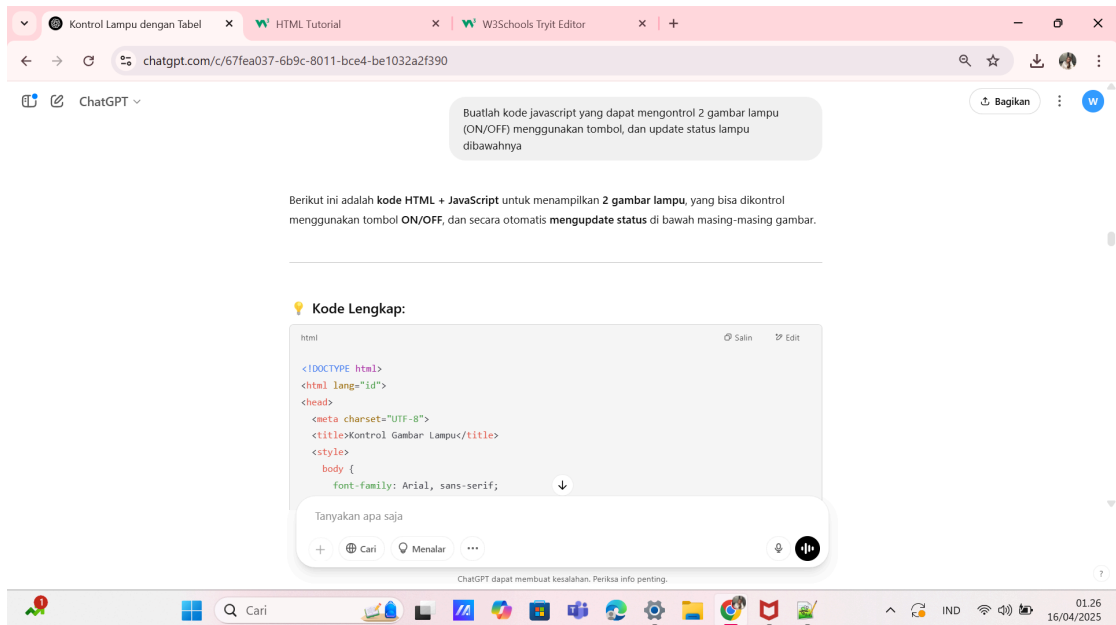 Kontrol Lampu dengan Tabel
HTML Tutorial
W3Schools Tryit Editor
chatgpt.com/c/67fea037-6b9c-8011-bce4-be1032a2f390
ChatGPT
Bagikan
W
Buatlah kode javascript yang dapat mengontrol 2 gambar lampu
(ON/OFF) menggunakan tombol, dan update status lampu
dibawahnya
Berikut ini adalah kode HTML + JavaScript untuk menampilkan 2 gambar lampu, yang bisa dikontrol
menggunakan tombol ON/OFF, dan secara otomatis mengupdate status di bawah masing-masing gambar.
Kode Lengkap:
html
Salin
Edit
<!DOCTYPE html>
<html lang="id">
<head>
<meta charset="UTF-8">
<title>Kontrol Gambar Lampu</title>
<style>
body {
font-family: Arial, sans-serif;
Tanyakan apa saja
Cari
Menalar
ChatGPT dapat membuat kesalahan. Periksa info penting.
?
1
Cari
IND
01.26
16/04/2025